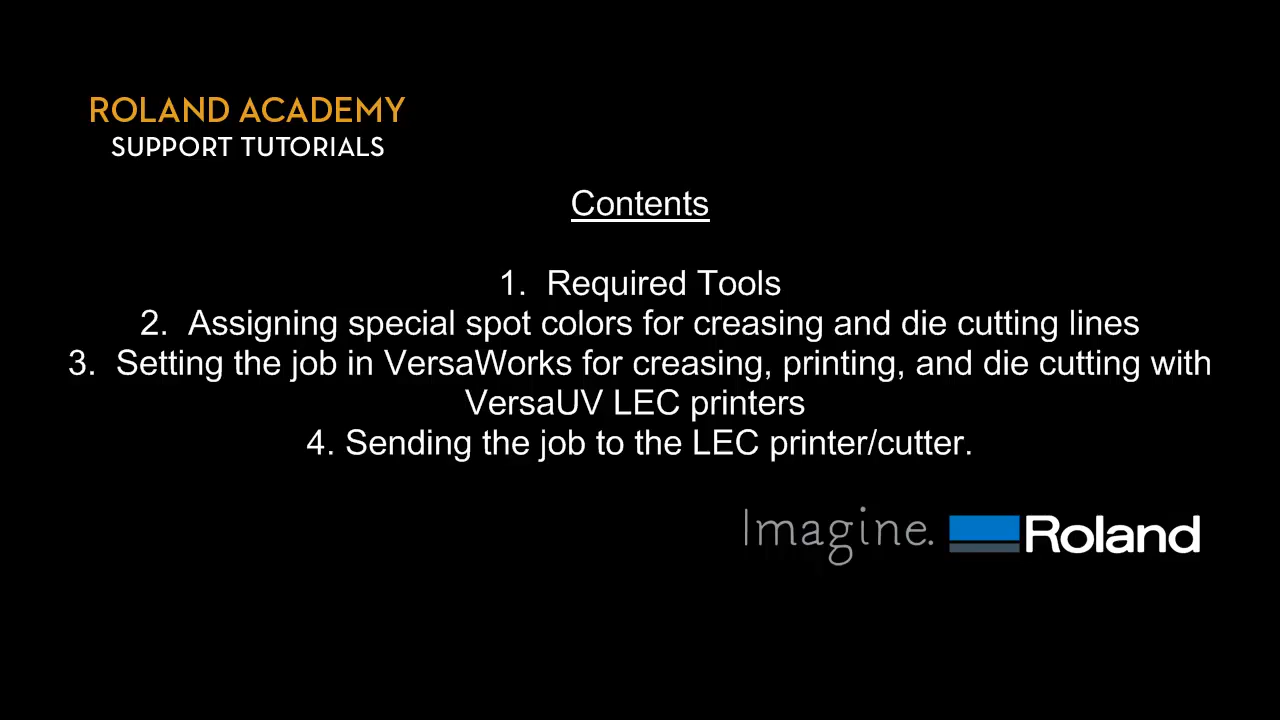 ROLAND ACADEMY
SUPPORT TUTORIALS
Contents
1.  Required Tools
2.  Assigning special spot colors for creasing and die cutting lines
3.  Setting the job in VersaWorks for creasing, printing, and die cutting with
VersaUV LEC printers
4. Sending the job to the LEC printer/cutter.
Imagine. Roland